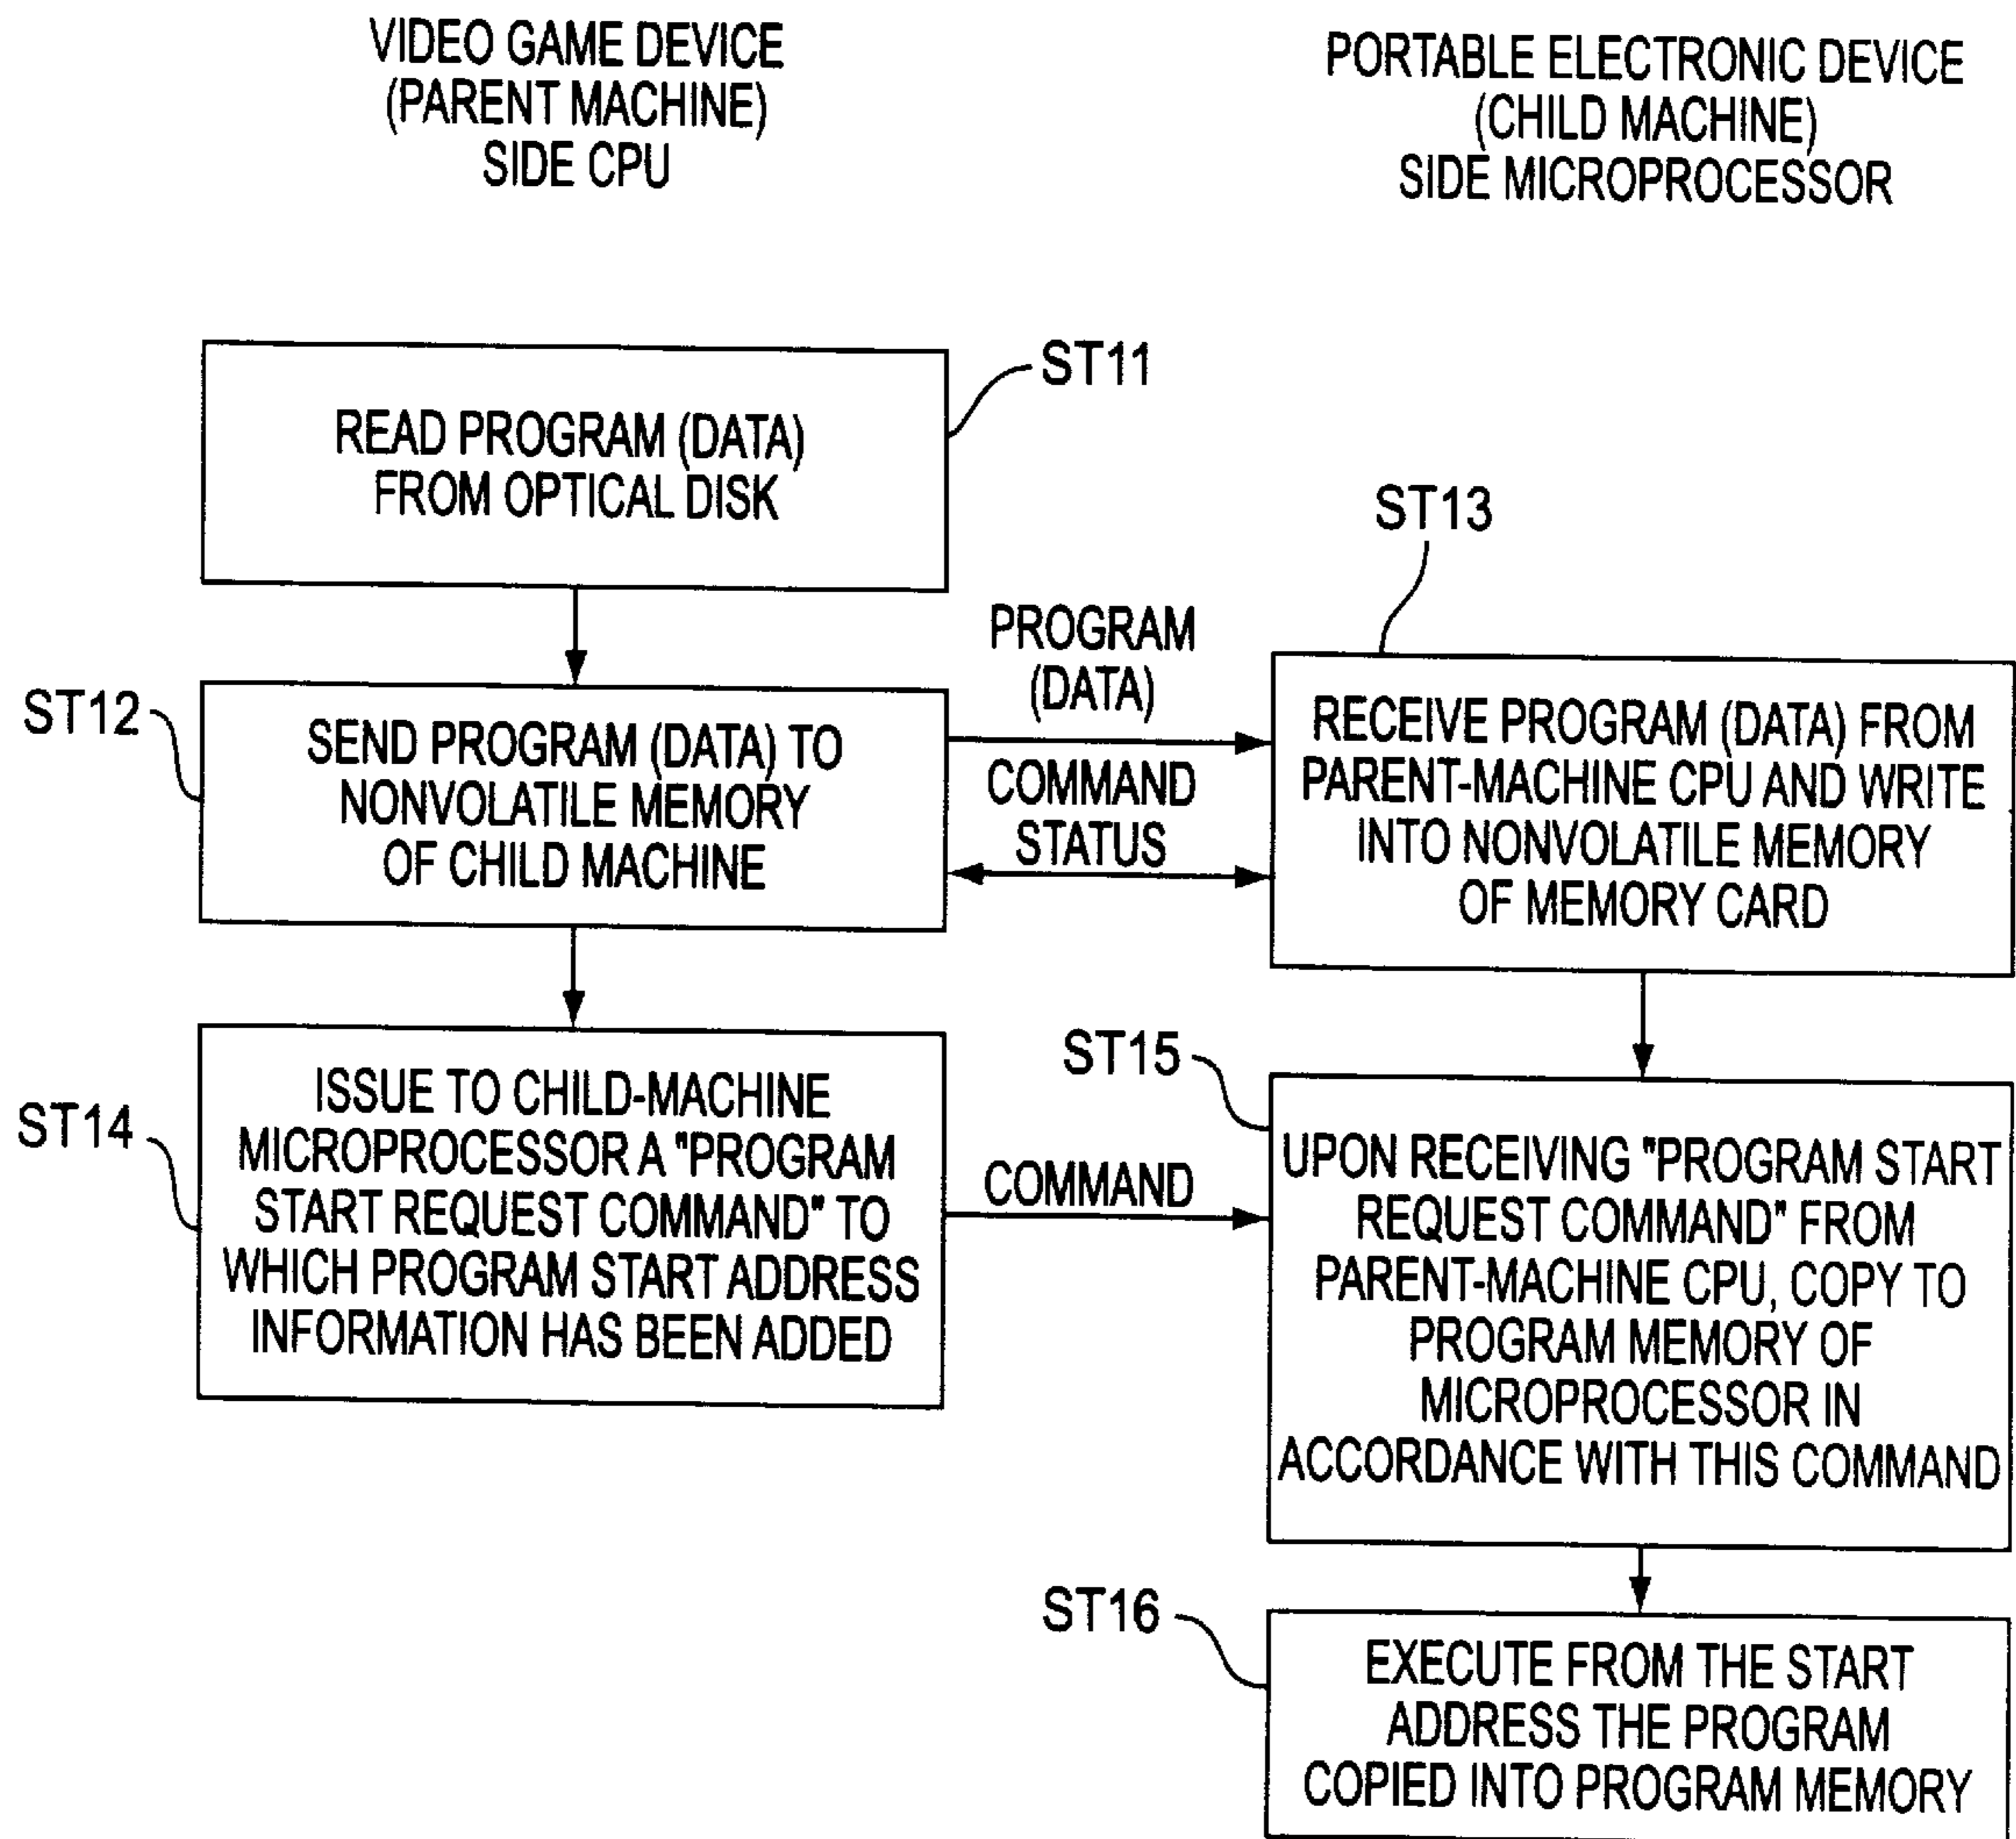 VIDEO GAME DEVICE
(PARENT MACHINE)
SIDE CPU
PORTABLE ELECTRONIC DEVICE
(CHILD MACHINE)
SIDE MICROPROCESSOR
ST11
READ PROGRAM (DATA)
FROM OPTICAL DISK
ST12
SEND PROGRAM (DATA) TO
NONVOLATILE MEMORY
OF CHILD MACHINE
PROGRAM
(DATA)
COMMAND
STATUS
ST13
RECEIVE PROGRAM (DATA) FROM
PARENT-MACHINE CPU AND WRITE
INTO NONVOLATILE MEMORY
OF MEMORY CARD
ST14
ISSUE TO CHILD-MACHINE
MICROPROCESSOR A "PROGRAM
START REQUEST COMMAND" TO
WHICH PROGRAM START ADDRESS
INFORMATION HAS BEEN ADDED
COMMAND
ST15
UPON RECEIVING "PROGRAM START
REQUEST COMMAND" FROM
PARENT-MACHINE CPU, COPY TO
PROGRAM MEMORY OF
MICROPROCESSOR IN
ACCORDANCE WITH THIS COMMAND
ST16
EXECUTE FROM THE START
ADDRESS THE PROGRAM
COPIED INTO PROGRAM MEMORY